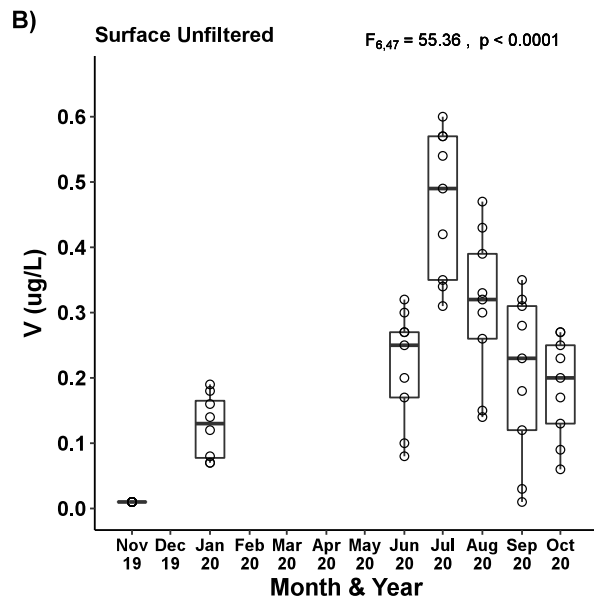 B)
Surface Unfiltered
F6,47 = 55.36 , p < 0.0001
V (ug/L)
0.6
0.5
0.4
0.3
0.2
0.1
0.0
Nov Dec Jan Feb Mar Apr May Jun Jul Aug Sep Oct
19 19 20 20 20 20 20 20 20 20 20 20
Month & Year